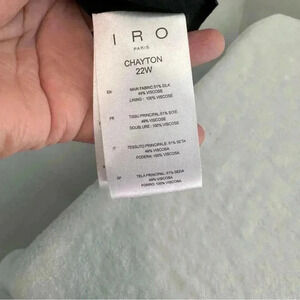 IRO
PARIS
CHAYTON
22W
EN
MAIN FABRIC: 51% SILK
49% VISCOSE
LINING : 100% VISCOSE
FR
TISSU PRINCIPAL: 51% SOIE
49% VISCOSE
DOUBLURE : 100% VISCOSE
IT
TESSUTO PRINCIPALE: 51% SETA
49% VISCOSA
FODERA: 100% VISCOSA
SP
TELA PRINCIPAL: 51% SEDA
49% VISCOSA
FORRO: 100% VISCOSA